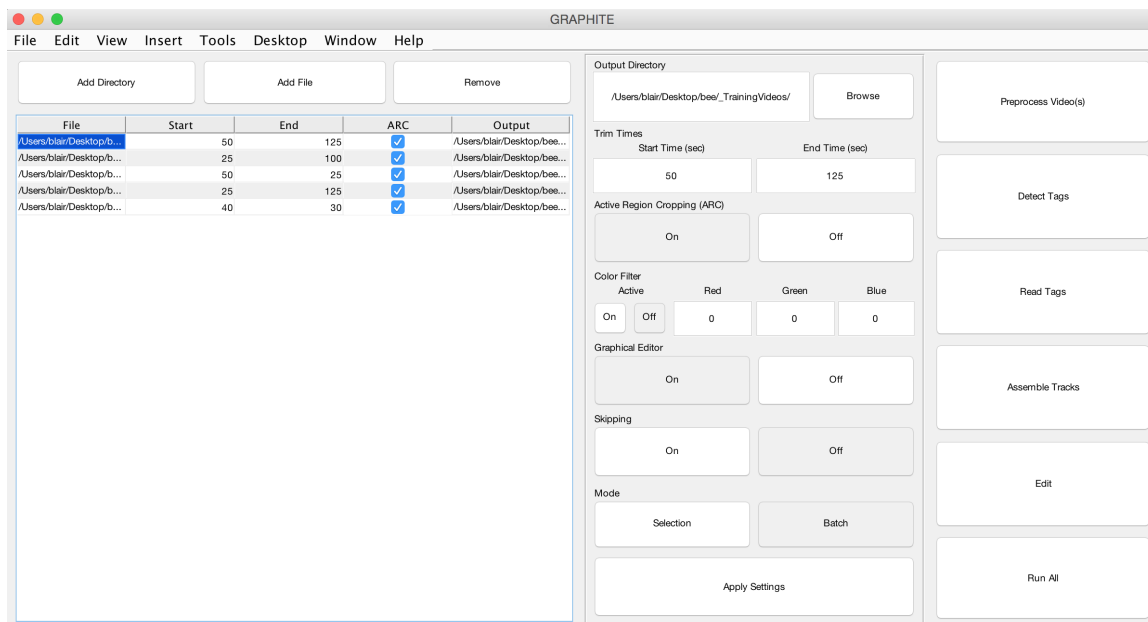 GRAPHITE
File Edit View Insert Tools Desktop Window Help
Add Directory Add File Remove
File Start End ARC Output
/Users/blair/Desktop/b... 50 125 /Users/blair/Desktop/bee...
/Users/blair/Desktop/b... 25 100 /Users/blair/Desktop/bee...
/Users/blair/Desktop/b... 50 25 /Users/blair/Desktop/bee...
/Users/blair/Desktop/b... 25 125 /Users/blair/Desktop/bee...
/Users/blair/Desktop/b... 40 30 /Users/blair/Desktop/bee...
Output Directory
/Users/blair/Desktop/bee/_TrainingVideos/ Browse
Trim Times
Start Time (sec) End Time (sec)
50 125
Active Region Cropping (ARC)
On Off
Color Filter
Active Red Green Blue
On Off 0 0 0
Graphical Editor
On Off
Skipping
On Off
Mode
Selection Batch
Apply Settings
Preprocess Video(s)
Detect Tags
Read Tags
Assemble Tracks
Edit
Run All